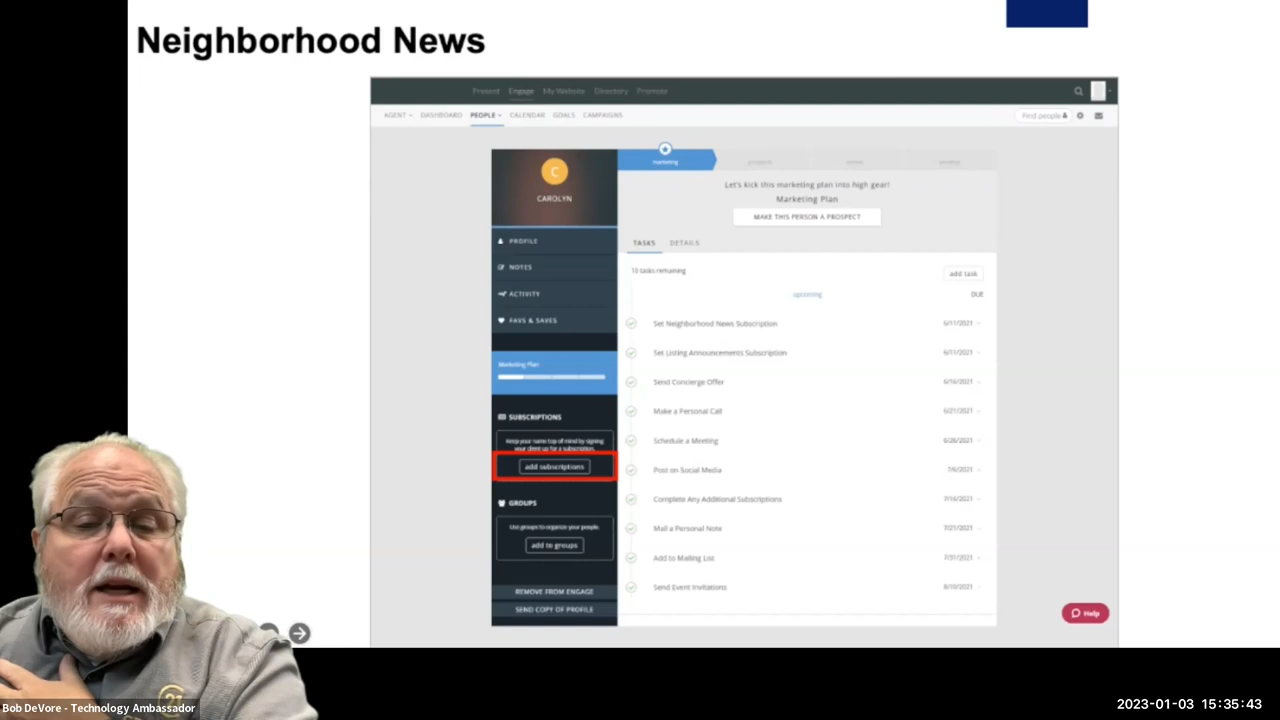 Neighborhood News
Present Engage My Website Directory Promote
AGENT DASHBOARD PEOPLE CALENDAR GOALS CAMPAIGNS Find people
C
CAROLYN
PROFILE
NOTES
ACTIVITY
FAVS & SAVES
Marketing Plan
SUBSCRIPTIONS
Keep your name top of mind by signing
your client up for a subscription.
add subscriptions
GROUPS
Use groups to organize your people.
add to groups
REMOVE FROM ENGAGE
SEND COPY OF PROFILE
marketing
Let's kick this marketing plan into high gear!
Marketing Plan
MAKE THIS PERSON A PROSPECT
TASKS DETAILS
10 tasks remaining add task
upcoming DUE
Set Neighborhood News Subscription 6/11/2021
Set Listing Announcements Subscription 6/11/2021
Send Concierge Offer 6/16/2021
Make a Personal Call 6/21/2021
Schedule a Meeting 6/26/2021
Post on Social Media 7/6/2021
Complete Any Additional Subscriptions 7/16/2021
Mail a Personal Note 7/21/2021
Add to Mailing List 7/31/2021
Send Event Invitations 8/10/2021
Help
21
Bob DeVore - Technology Ambassador
2023-01-03 15:35:43